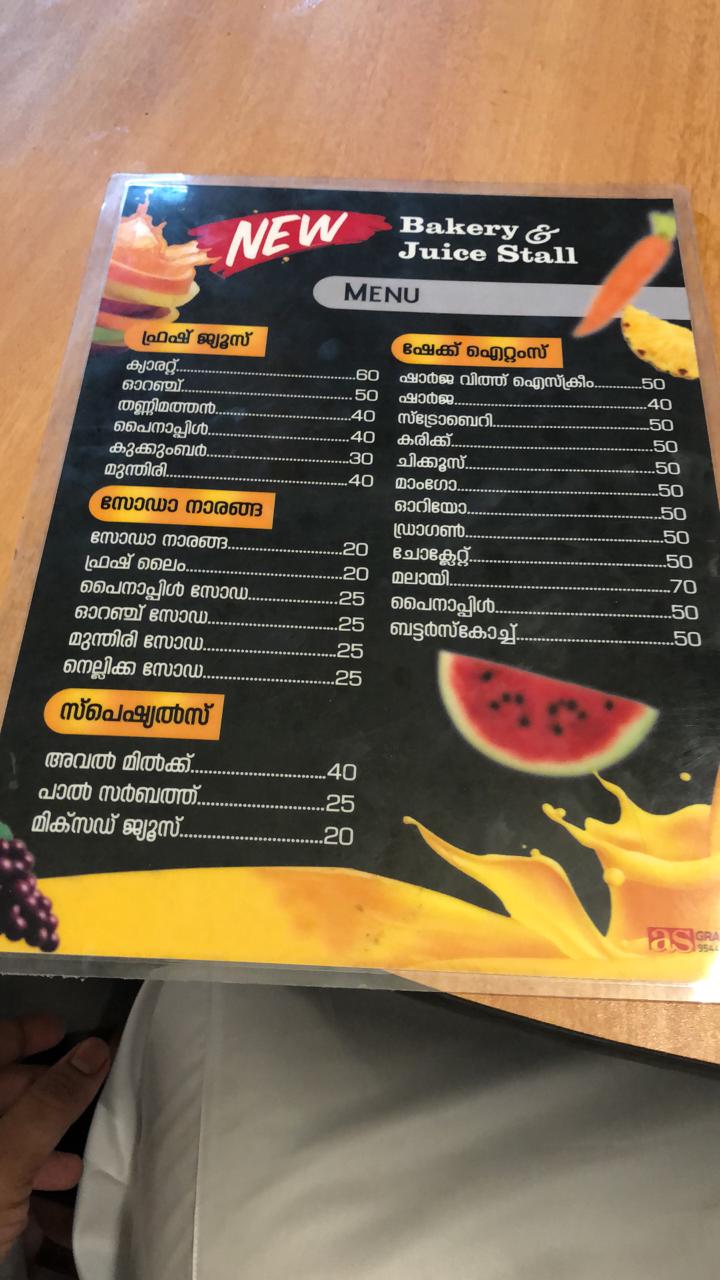 NEW
Bakery &
Juice Stall
MENU
ഫ്രഷ് ജ്യൂസ്
ക്യാരറ്റ്..........60
ഓറഞ്ച്..........50
തണ്ണിമത്തൻ..........40
പൈനാപ്പിൾ..........40
കുക്കുംബർ..........30
മുന്തിരി..........40
സോഡാ നാരങ്ങ
സോഡാ നാരങ്ങ..........20
ഫ്രഷ് ലൈം..........20
പൈനാപ്പിൾ സോഡ..........25
ഓറഞ്ച് സോഡ..........25
മുന്തിരി സോഡ..........25
നെല്ലിക്ക സോഡ..........25
സ്പെഷ്യൽസ്
അവൽ മിൽക്ക്..........40
പാൽ സർബത്ത്..........25
മിക്സഡ് ജ്യൂസ്..........20
ഷേക്ക് ഐറ്റംസ്
ഷാർജ വിത്ത് ഐസ്ക്രീം..........50
ഷാർജ..........40
സ്ട്രോബെറി..........50
കരിക്ക്..........50
ചിക്കൂസ്..........50
മാംഗോ..........50
ഓറിയോ..........50
ഡ്രാഗൺ..........50
ചോക്ലേറ്റ്..........50
മലായി..........70
പൈനാപ്പിൾ..........50
ബട്ടർസ്കോച്ച്..........50
as